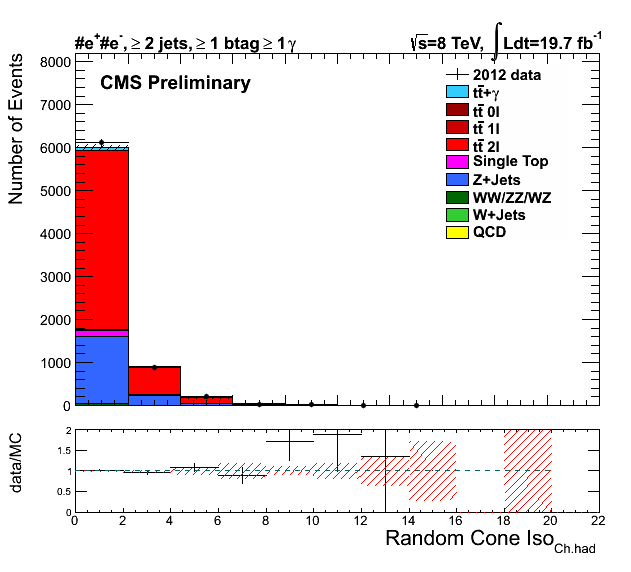 #e+#e-, ≥ 2 jets, ≥ 1 btag ≥ 1γ √s=8 TeV, ∫Ldt=19.7 fb-1
CMS Preliminary
2012 data
tt̄+γ
tt̄ 0l
tt̄ 1l
tt̄ 2l
Single Top
Z+Jets
WW/ZZ/WZ
W+Jets
QCD
Number of Events
8000
7000
6000
5000
4000
3000
2000
1000
0
data/MC
2
1.5
1
0.5
0
0 2 4 6 8 10 12 14 16 18 20 22
Random Cone Iso Ch.had